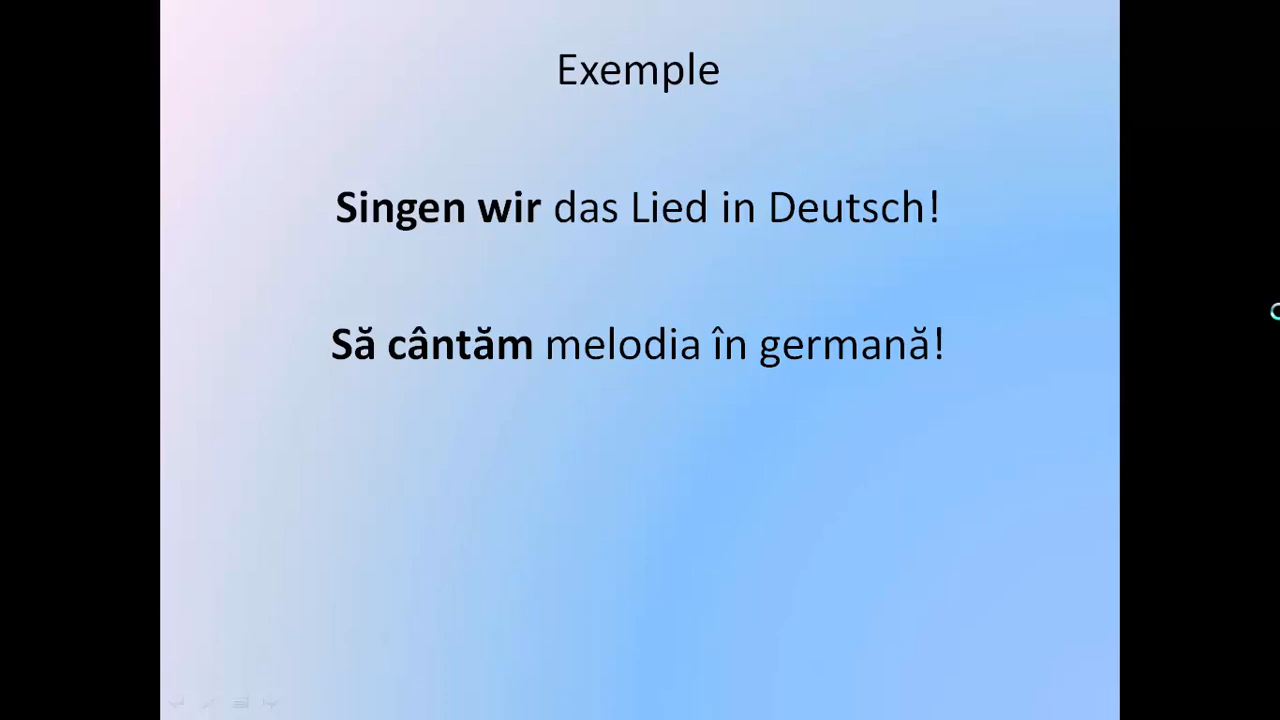 Exemple
Singen wir das Lied in Deutsch!
Să cântăm melodia în germană!